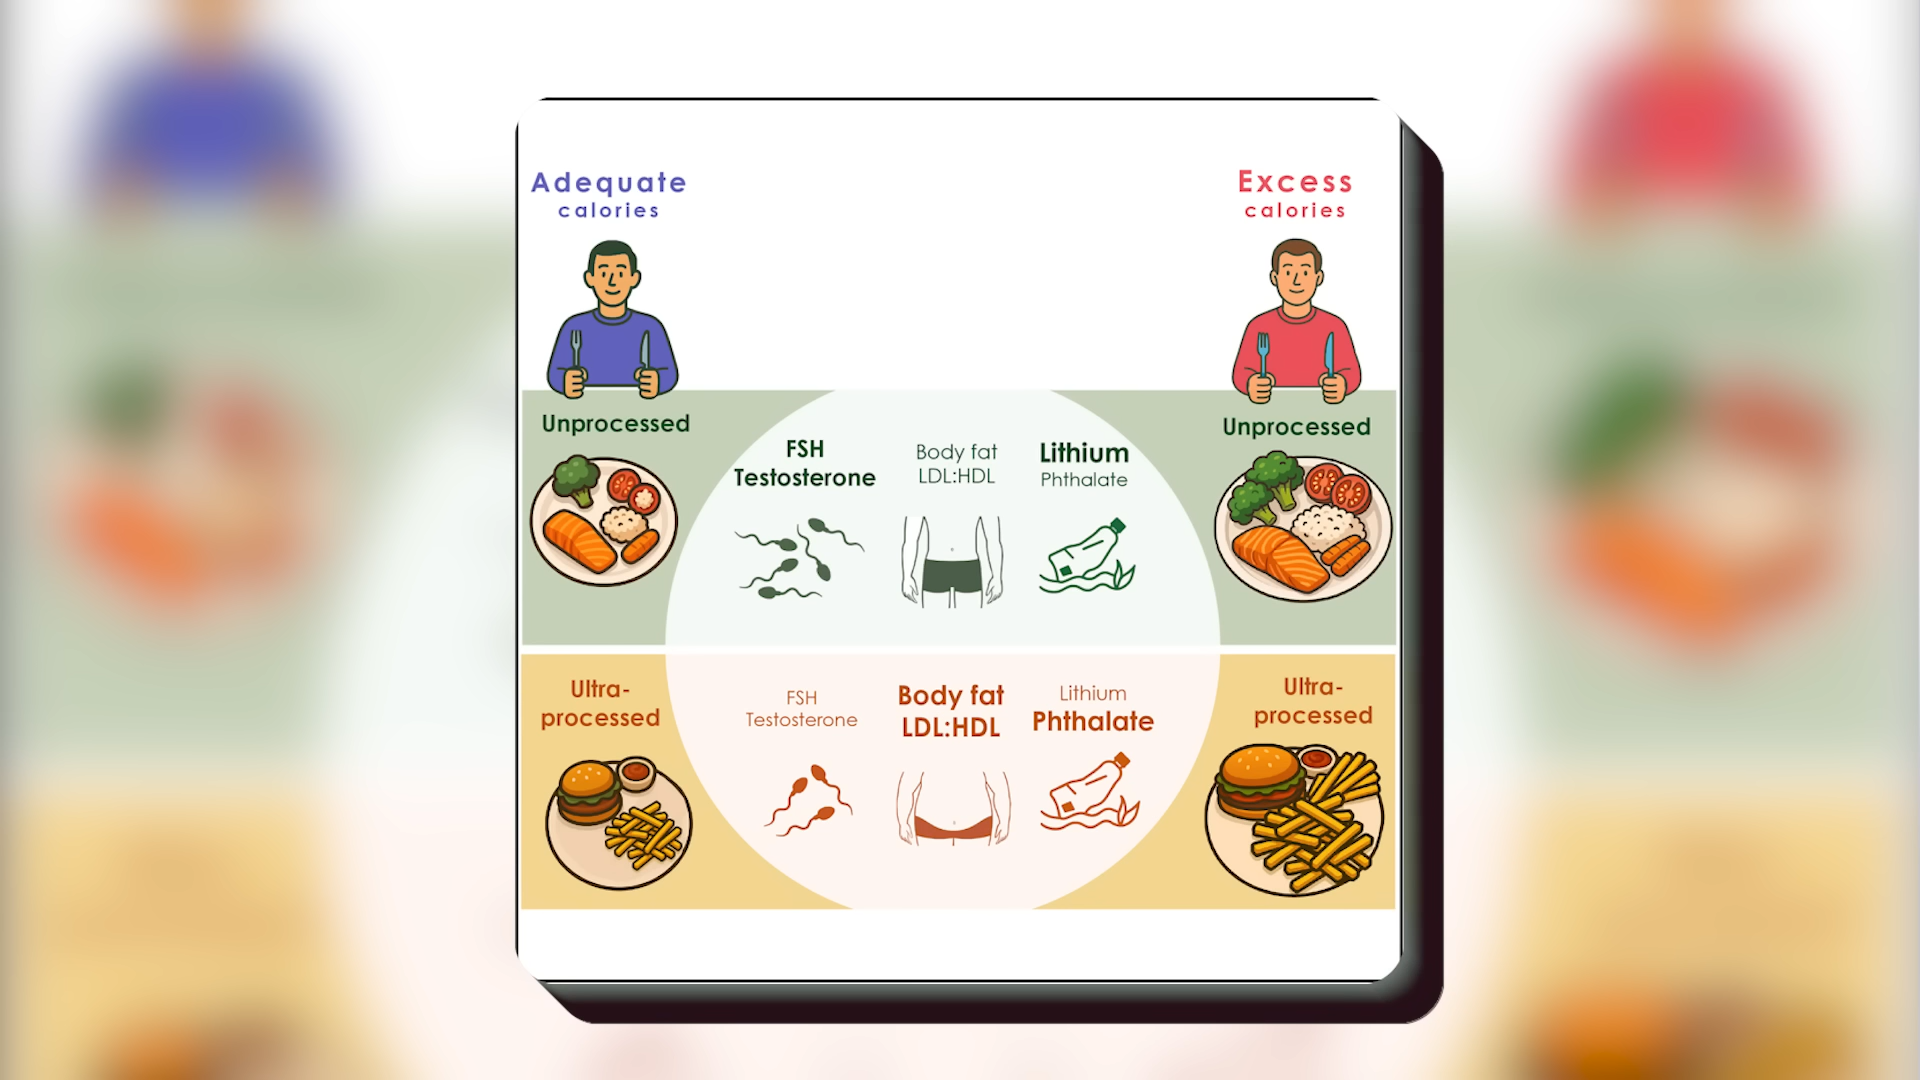 Adequate
calories
Excess
calories
Unprocessed
FSH
Testosterone
Body fat
LDL:HDL
Lithium
Phthalate
Unprocessed
Ultra-
processed
FSH
Testosterone
Body fat
LDL:HDL
Lithium
Phthalate
Ultra-
processed